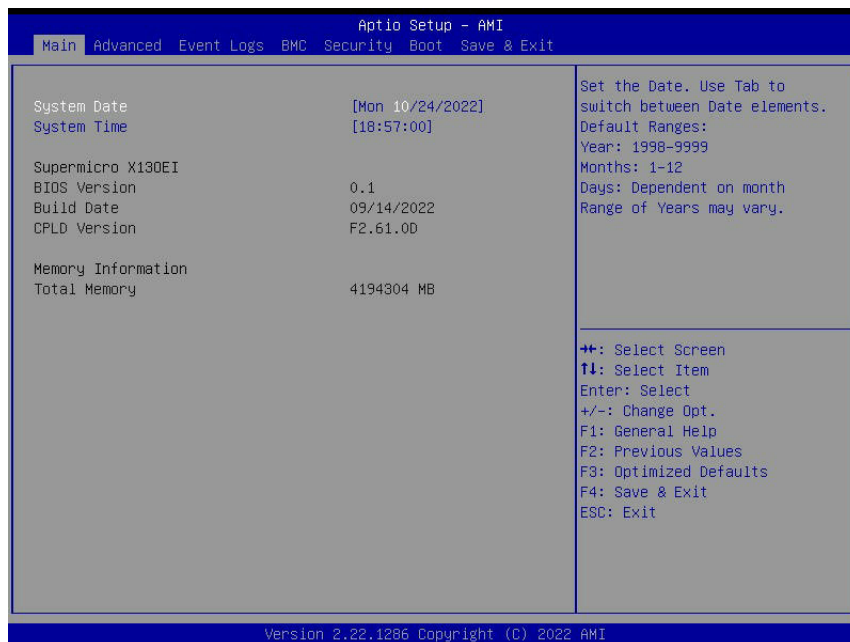 Aptio Setup - AMI
Main Advanced Event Logs BMC Security Boot Save & Exit
System Date [Mon 10/24/2022]
System Time [18:57:00]
Supermicro X13OEI
BIOS Version 0.1
Build Date 09/14/2022
CPLD Version F2.61.0D
Memory Information
Total Memory 4194304 MB
Set the Date. Use Tab to
switch between Date elements.
Default Ranges:
Year: 1998-9999
Months: 1-12
Days: Dependent on month
Range of Years may vary.
→←: Select Screen
↑↓: Select Item
Enter: Select
+/-: Change Opt.
F1: General Help
F2: Previous Values
F3: Optimized Defaults
F4: Save & Exit
ESC: Exit
Version 2.22.1286 Copyright (C) 2022 AMI